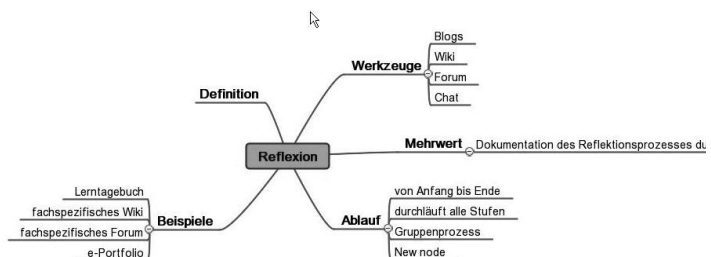 Reflexion
Definition
Werkzeuge
Blogs
Wiki
Forum
Chat
Mehrwert
Dokumentation des Reflektionsprozesses du
Ablauf
von Anfang bis Ende
durchläuft alle Stufen
Gruppenprozess
New node
Beispiele
Lerntagebuch
fachspezifisches Wiki
fachspezifisches Forum
e-Portfolio